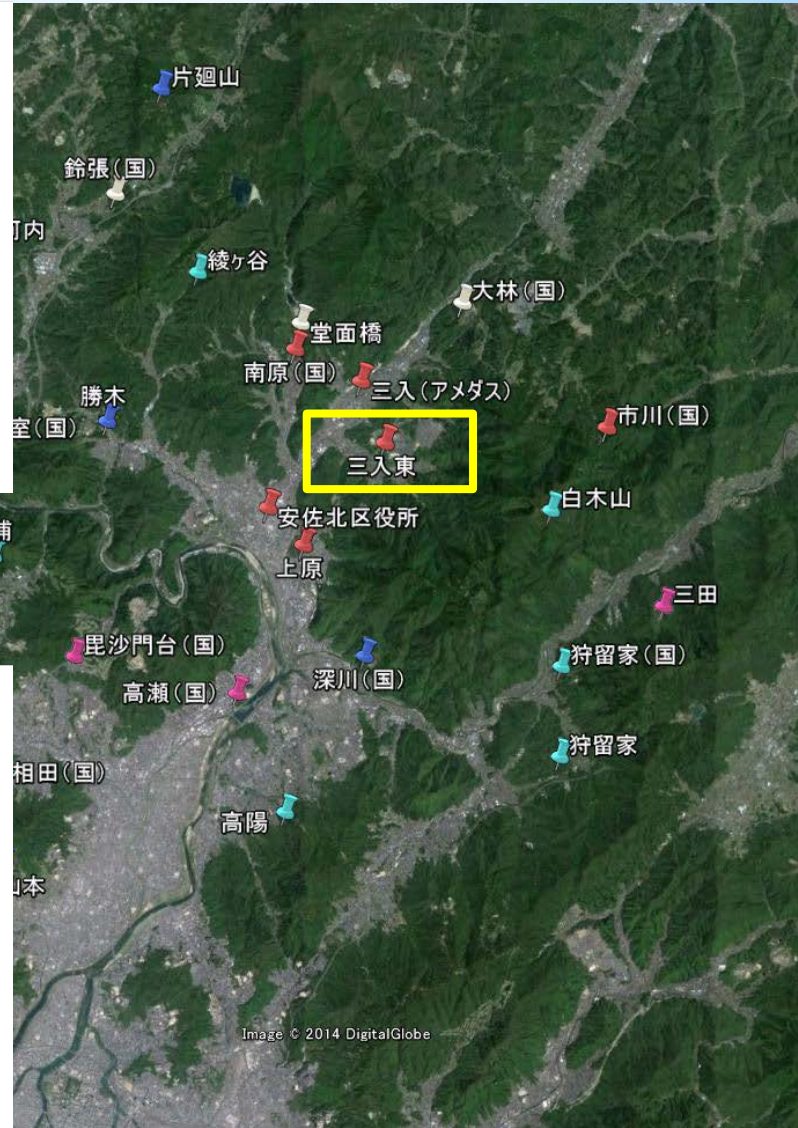 片廻山
鈴張(国)
綾ヶ谷
大林(国)
堂面橋
南原(国)
三入(アメダス)
勝木
市川(国)
室(国)
三入東
白木山
安佐北区役所
上原
三田
毘沙門台(国)
狩留家(国)
深川(国)
高瀬(国)
狩留家
相田(国)
高陽
山本
Image © 2014 DigitalGlobe